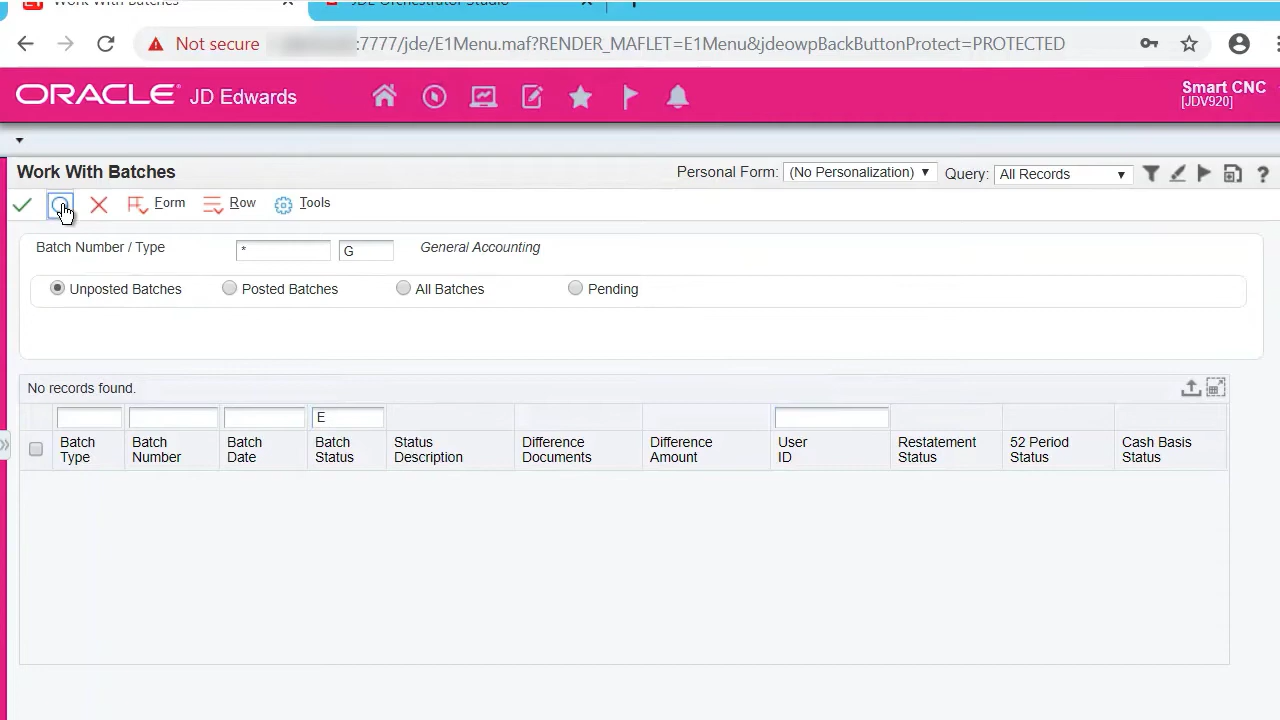 Work With Batches
JDE Orchestrator Studio
Not secure
:7777/jde/E1Menu.maf?RENDER_MAFLET=E1Menu&jdeowpBackButtonProtect=PROTECTED
ORACLE JD Edwards
Smart CNC
[JDV920]
Work With Batches
Personal Form: (No Personalization) Query: All Records
Form Row Tools
Batch Number / Type * G General Accounting
Unposted Batches Posted Batches All Batches Pending
No records found.
E
Batch Type Batch Number Batch Date Batch Status Status Description Difference Documents Difference Amount User ID Restatement Status 52 Period Status Cash Basis Status